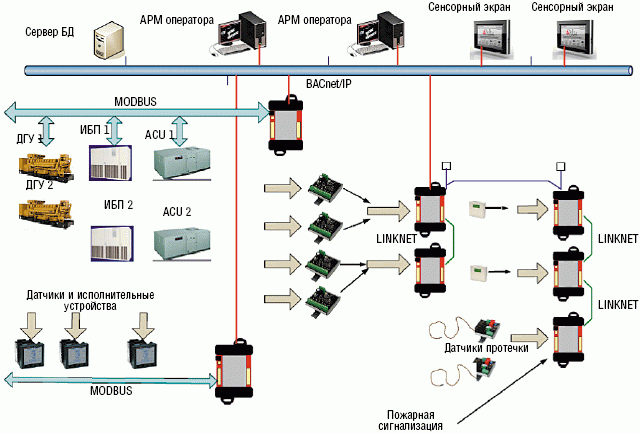 Сервер БД
АРМ оператора
АРМ оператора
Сенсорный экран
Сенсорный экран
BACnet/IP
MODBUS
ДГУ 1
ИБП 1
ACU 1
ДГУ 2
ИБП 2
ACU 2
LINKNET
LINKNET
LINKNET
Датчики и исполнительные
устройства
Датчики протечки
MODBUS
Пожарная
сигнализация